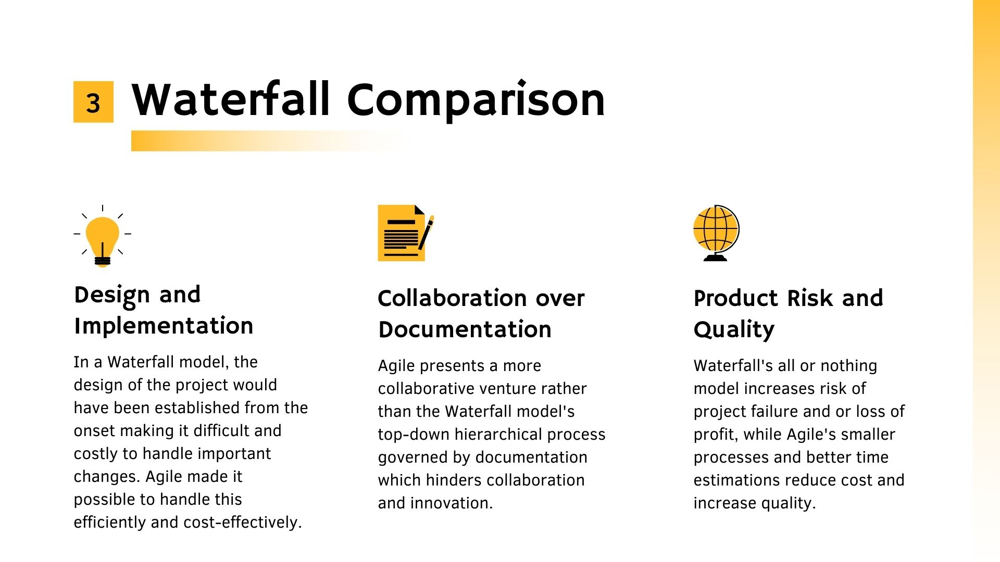 3 Waterfall Comparison
Design and
Implementation
In a Waterfall model, the
design of the project would
have been established from the
onset making it difficult and
costly to handle important
changes. Agile made it
possible to handle this
efficiently and cost-effectively.
Collaboration over
Documentation
Agile presents a more
collaborative venture rather
than the Waterfall model's
top-down hierarchical process
governed by documentation
which hinders collaboration
and innovation.
Product Risk and
Quality
Waterfall's all or nothing
model increases risk of
project failure and or loss of
profit, while Agile's smaller
processes and better time
estimations reduce cost and
increase quality.